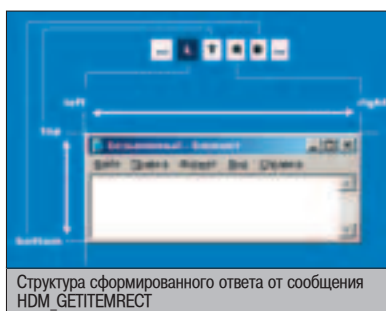 ... L T R B ...
left
right
top
Безымянный - Блокнот
Файл Правка Формат Вид Справка
bottom
Структура сформированного ответа от сообщения
HDM_GETITEMRECT